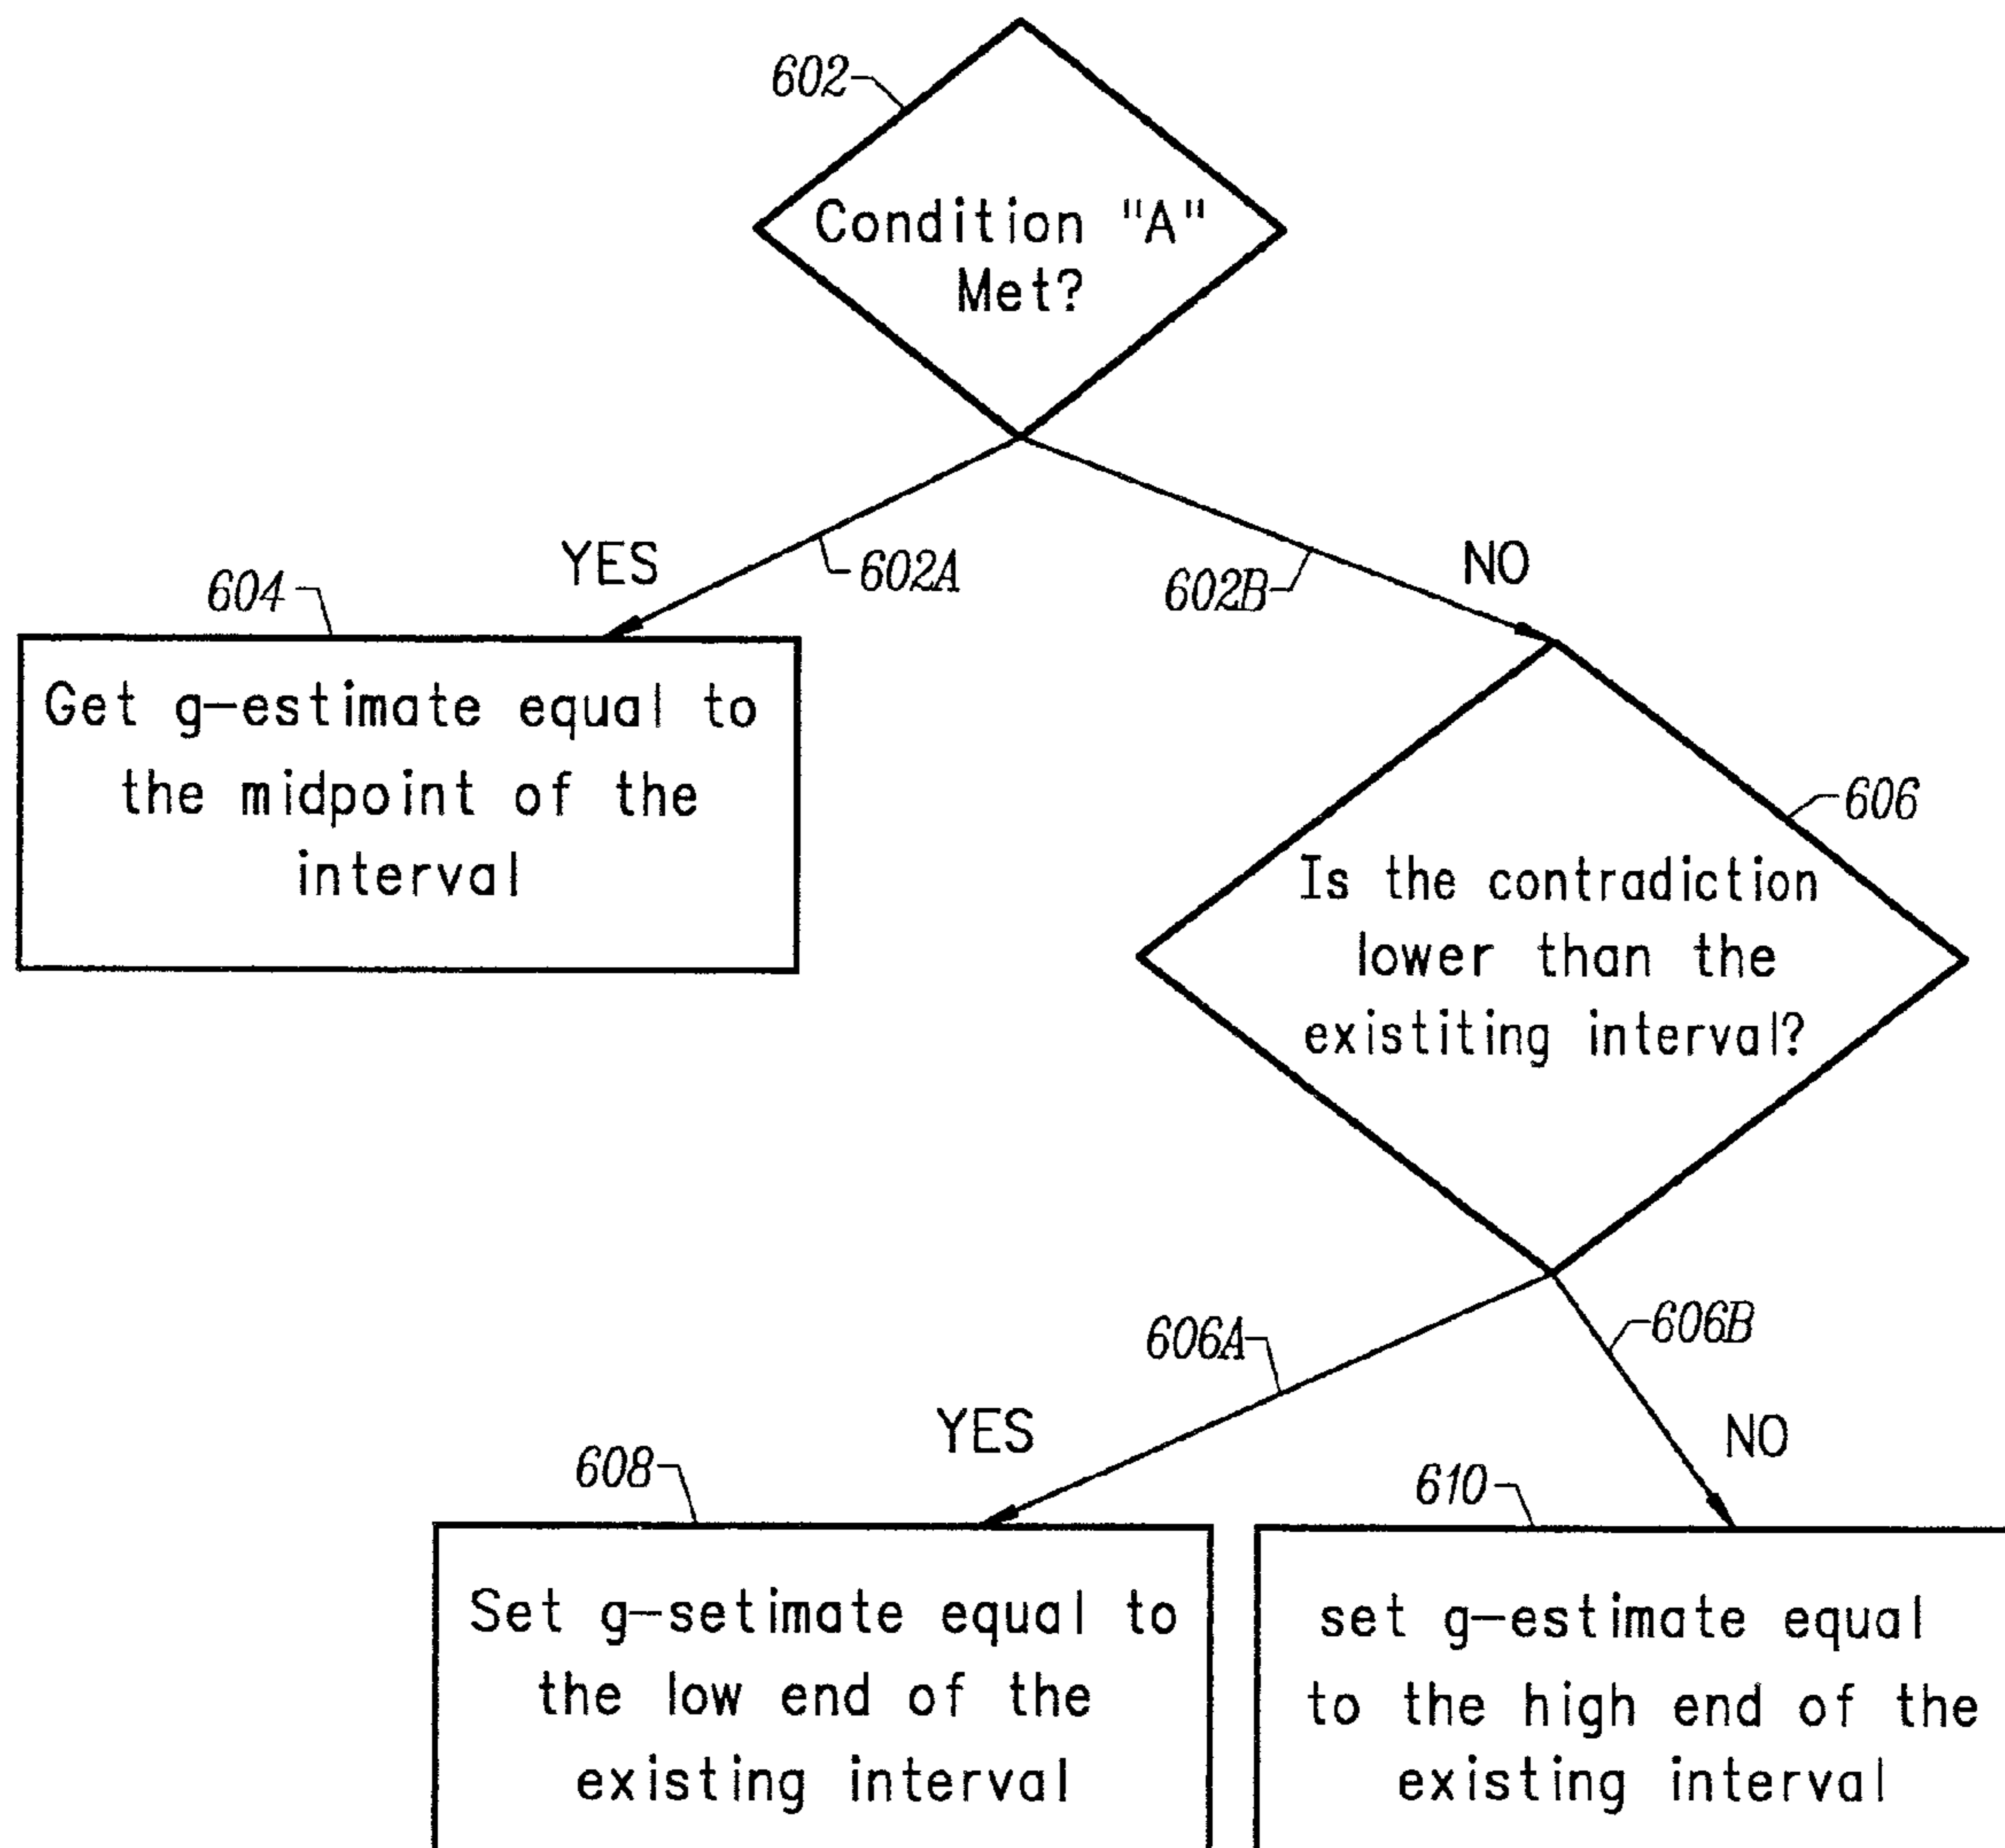 602
Condition "A"
Met?
YES
602A
602B
NO
604
Get g-estimate equal to
the midpoint of the
interval
606
Is the contradiction
lower than the
existiting interval?
606A
606B
YES
NO
608
610
Set g-setimate equal to
the low end of the
existing interval
set g-estimate equal
to the high end of the
existing interval